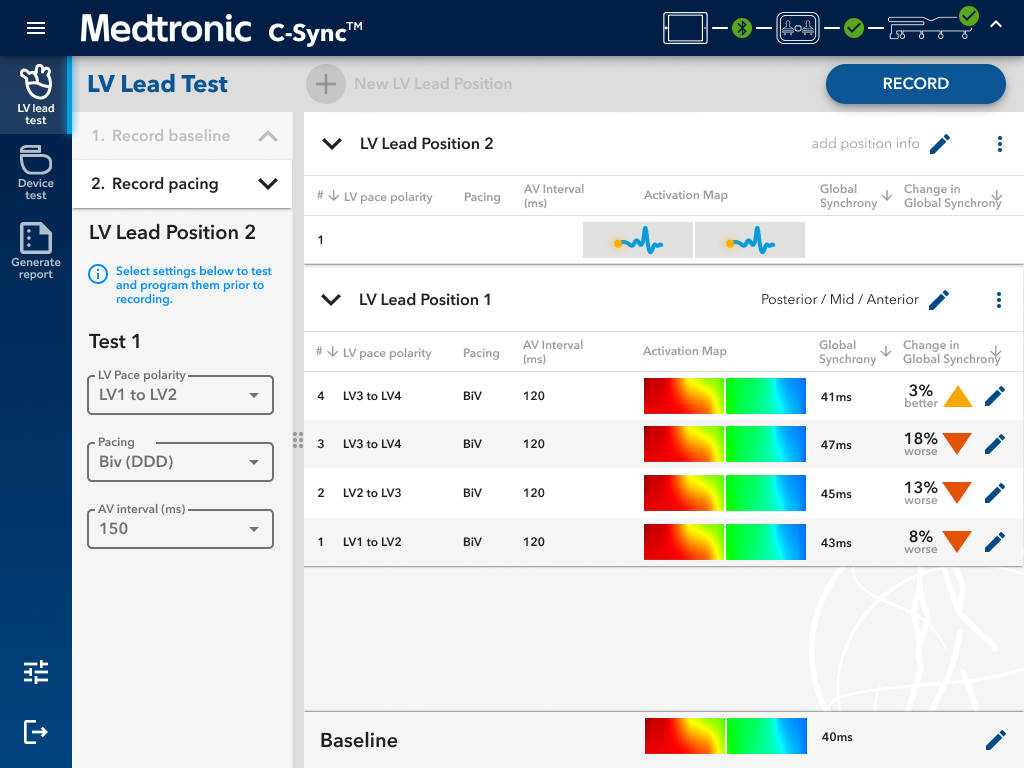 Medtronic C-Sync™
LV lead test
Device test
Generate report
LV Lead Test
New LV Lead Position
RECORD
1. Record baseline
2. Record pacing
LV Lead Position 2
Select settings below to test
and program them prior to
recording.
Test 1
LV Pace polarity
LV1 to LV2
Pacing
Biv (DDD)
AV interval (ms)
150
LV Lead Position 2
add position info
# LV pace polarity Pacing AV Interval (ms) Activation Map Global Synchrony Change in Global Synchrony
1
LV Lead Position 1
Posterior / Mid / Anterior
# LV pace polarity Pacing AV Interval (ms) Activation Map Global Synchrony Change in Global Synchrony
4 LV3 to LV4 BiV 120 41ms 3% better
3 LV3 to LV4 BiV 120 47ms 18% worse
2 LV2 to LV3 BiV 120 45ms 13% worse
1 LV1 to LV2 BiV 120 43ms 8% worse
Baseline 40ms